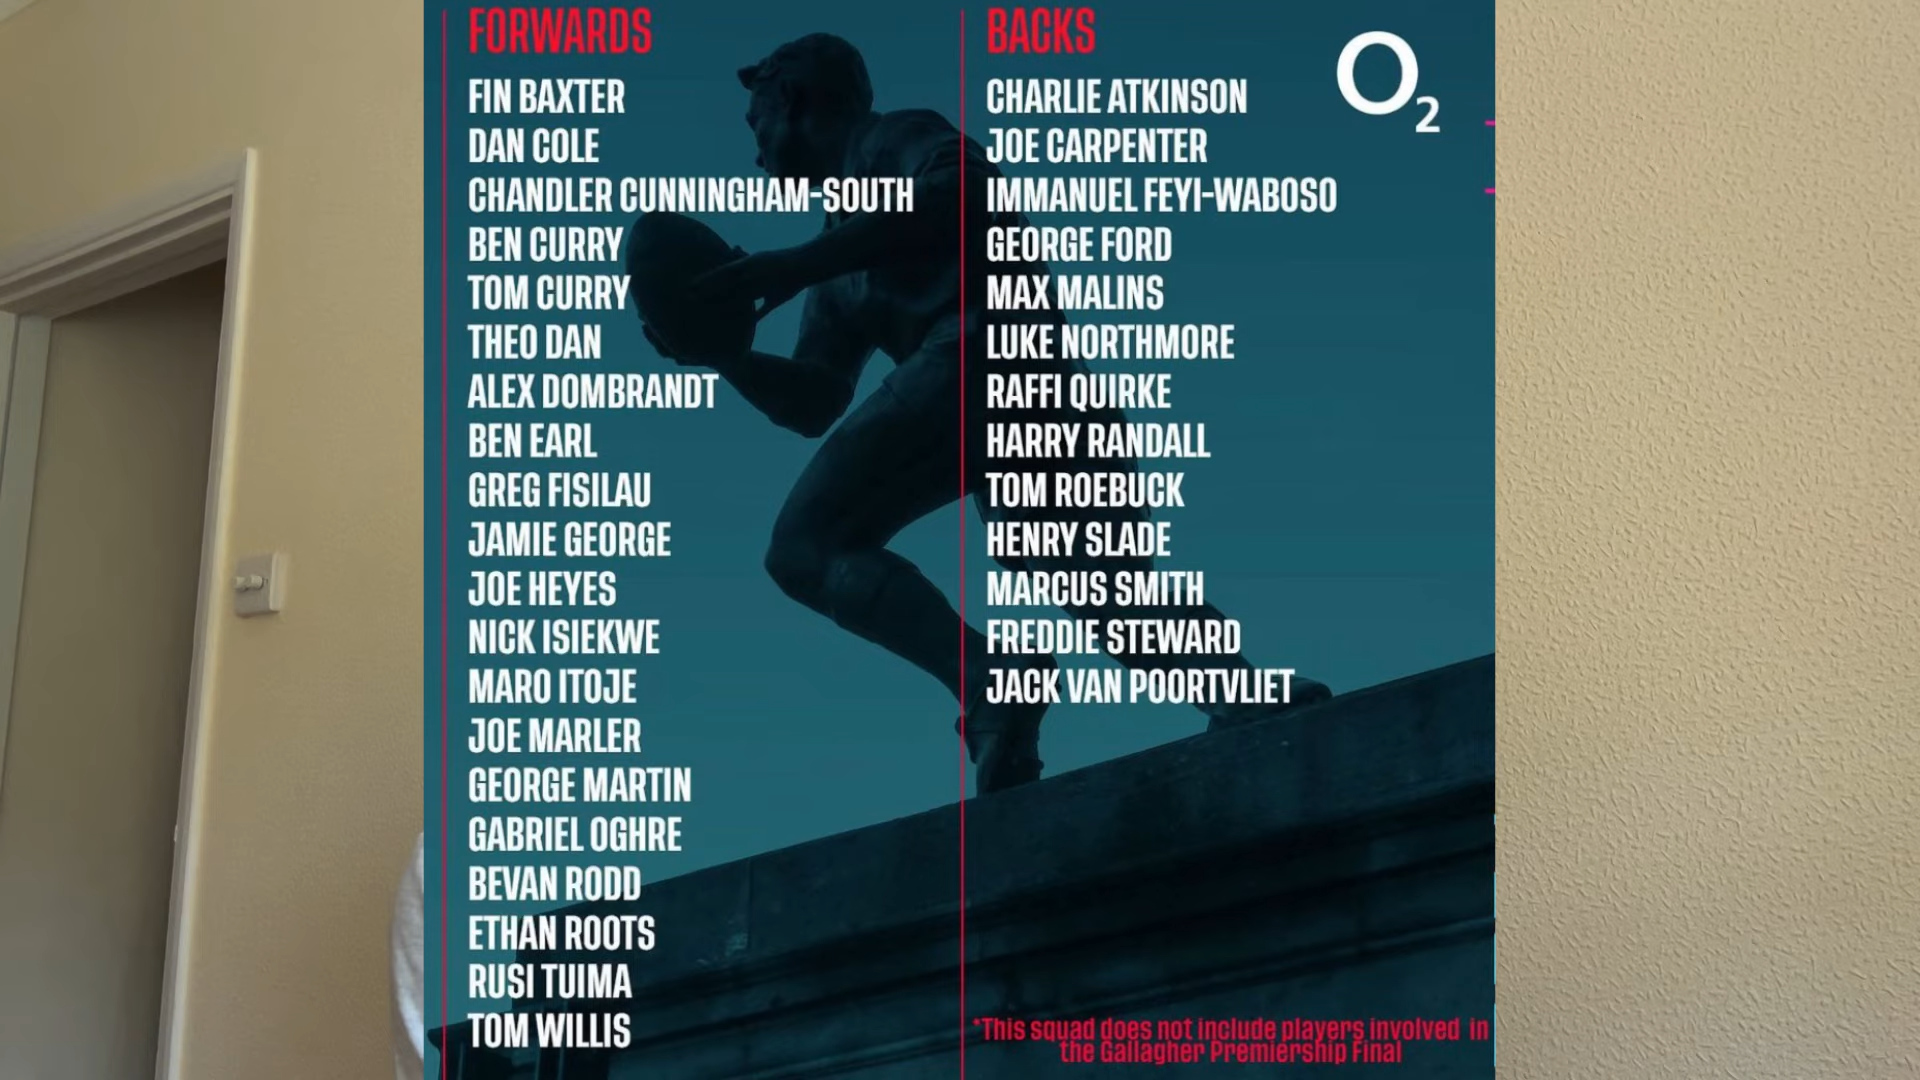 FORWARDS
FIN BAXTER
DAN COLE
CHANDLER CUNNINGHAM-SOUTH
BEN CURRY
TOM CURRY
THEO DAN
ALEX DOMBRANDT
BEN EARL
GREG FISILAU
JAMIE GEORGE
JOE HEYES
NICK ISIEKWE
MARO ITOJE
JOE MARLER
GEORGE MARTIN
GABRIEL OGHRE
BEVAN RODD
ETHAN ROOTS
RUSI TUIMA
TOM WILLIS
BACKS
CHARLIE ATKINSON
JOE CARPENTER
IMMANUEL FEYI-WABOSO
GEORGE FORD
MAX MALINS
LUKE NORTHMORE
RAFFI QUIRKE
HARRY RANDALL
TOM ROEBUCK
HENRY SLADE
MARCUS SMITH
FREDDIE STEWARD
JACK VAN POORTVLIET
O2
*This squad does not include players involved in
the Gallagher Premiership Final